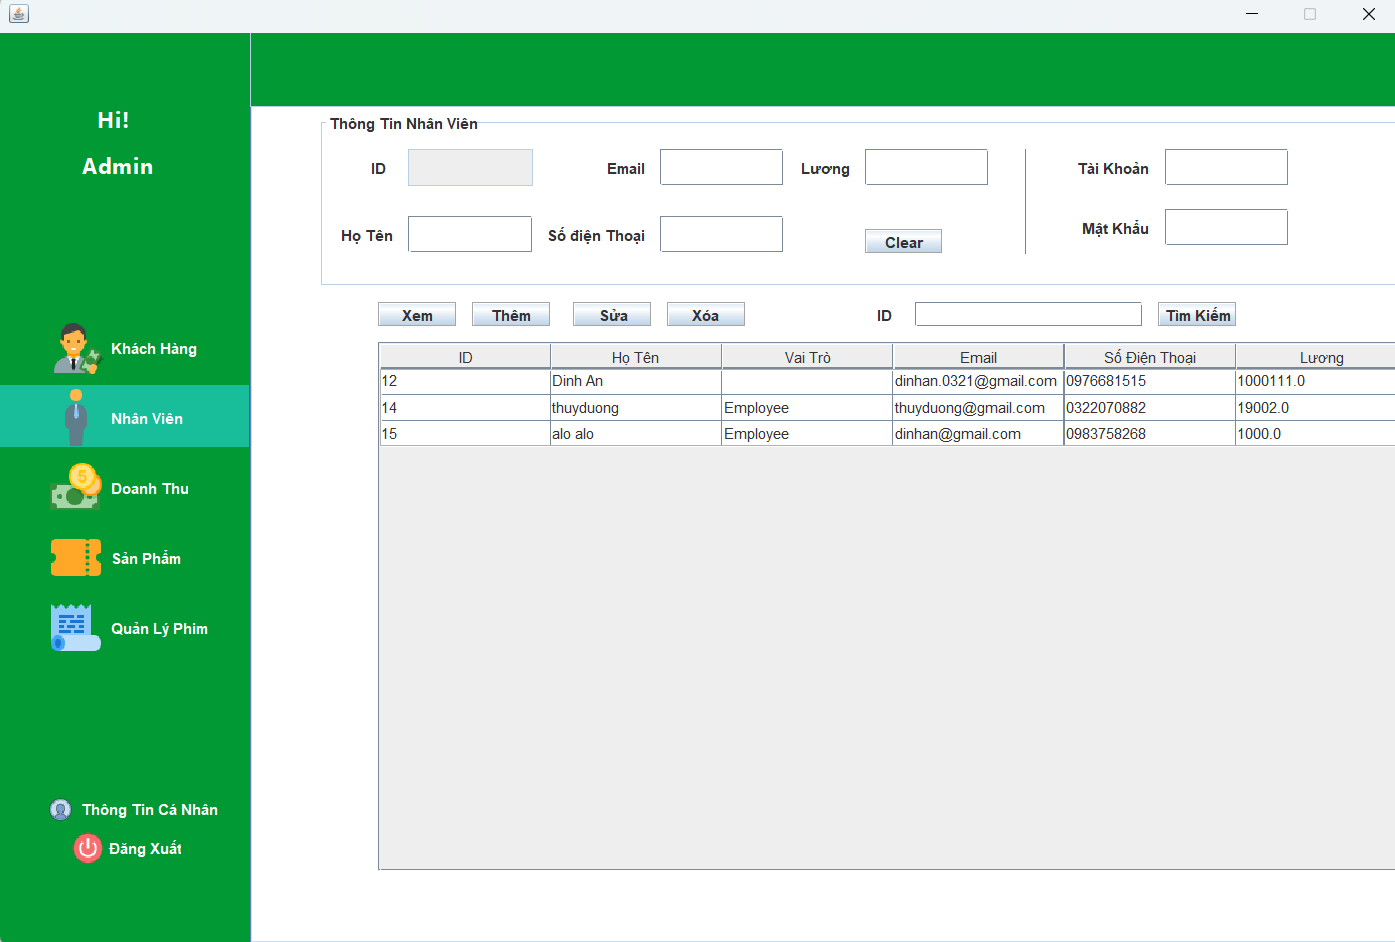 Hi!
Admin
Khách Hàng
Nhân Viên
5
Doanh Thu
Sản Phẩm
Quản Lý Phim
Thông Tin Cá Nhân
Đăng Xuất
Thông Tin Nhân Viên
ID Email Lương Tài Khoản
Họ Tên Số điện Thoại Clear Mật Khẩu
Xem Thêm Sửa Xóa ID Tìm Kiếm
ID Họ Tên Vai Trò Email Số Điện Thoại Lương
12 Dinh An dinhan.0321@gmail.com 0976681515 1000111.0
14 thuyduong Employee thuyduong@gmail.com 0322070882 19002.0
15 alo alo Employee dinhan@gmail.com 0983758268 1000.0